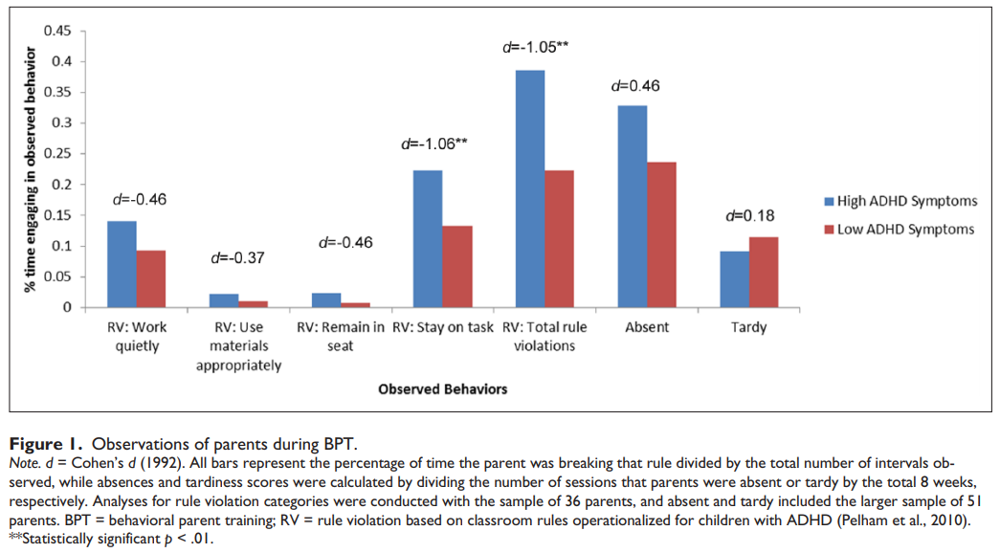 0.45
0.4
0.35
0.3
0.25
0.2
0.15
0.1
0.05
0
% time engaging in observed behavior
d=-0.46
d=-0.37
d=-0.46
d=-1.06**
d=-1.05**
d=0.46
d=0.18
High ADHD Symptoms
Low ADHD Symptoms
RV: Work
quietly
RV: Use
materials
appropriately
RV: Remain in
seat
RV: Stay on task
RV: Total rule
violations
Absent
Tardy
Observed Behaviors
Figure 1. Observations of parents during BPT.
Note. d = Cohen's d (1992). All bars represent the percentage of time the parent was breaking that rule divided by the total number of intervals ob-
served, while absences and tardiness scores were calculated by dividing the number of sessions that parents were absent or tardy by the total 8 weeks,
respectively. Analyses for rule violation categories were conducted with the sample of 36 parents, and absent and tardy included the larger sample of 51
parents. BPT = behavioral parent training; RV = rule violation based on classroom rules operationalized for children with ADHD (Pelham et al., 2010).
**Statistically significant p < .01.